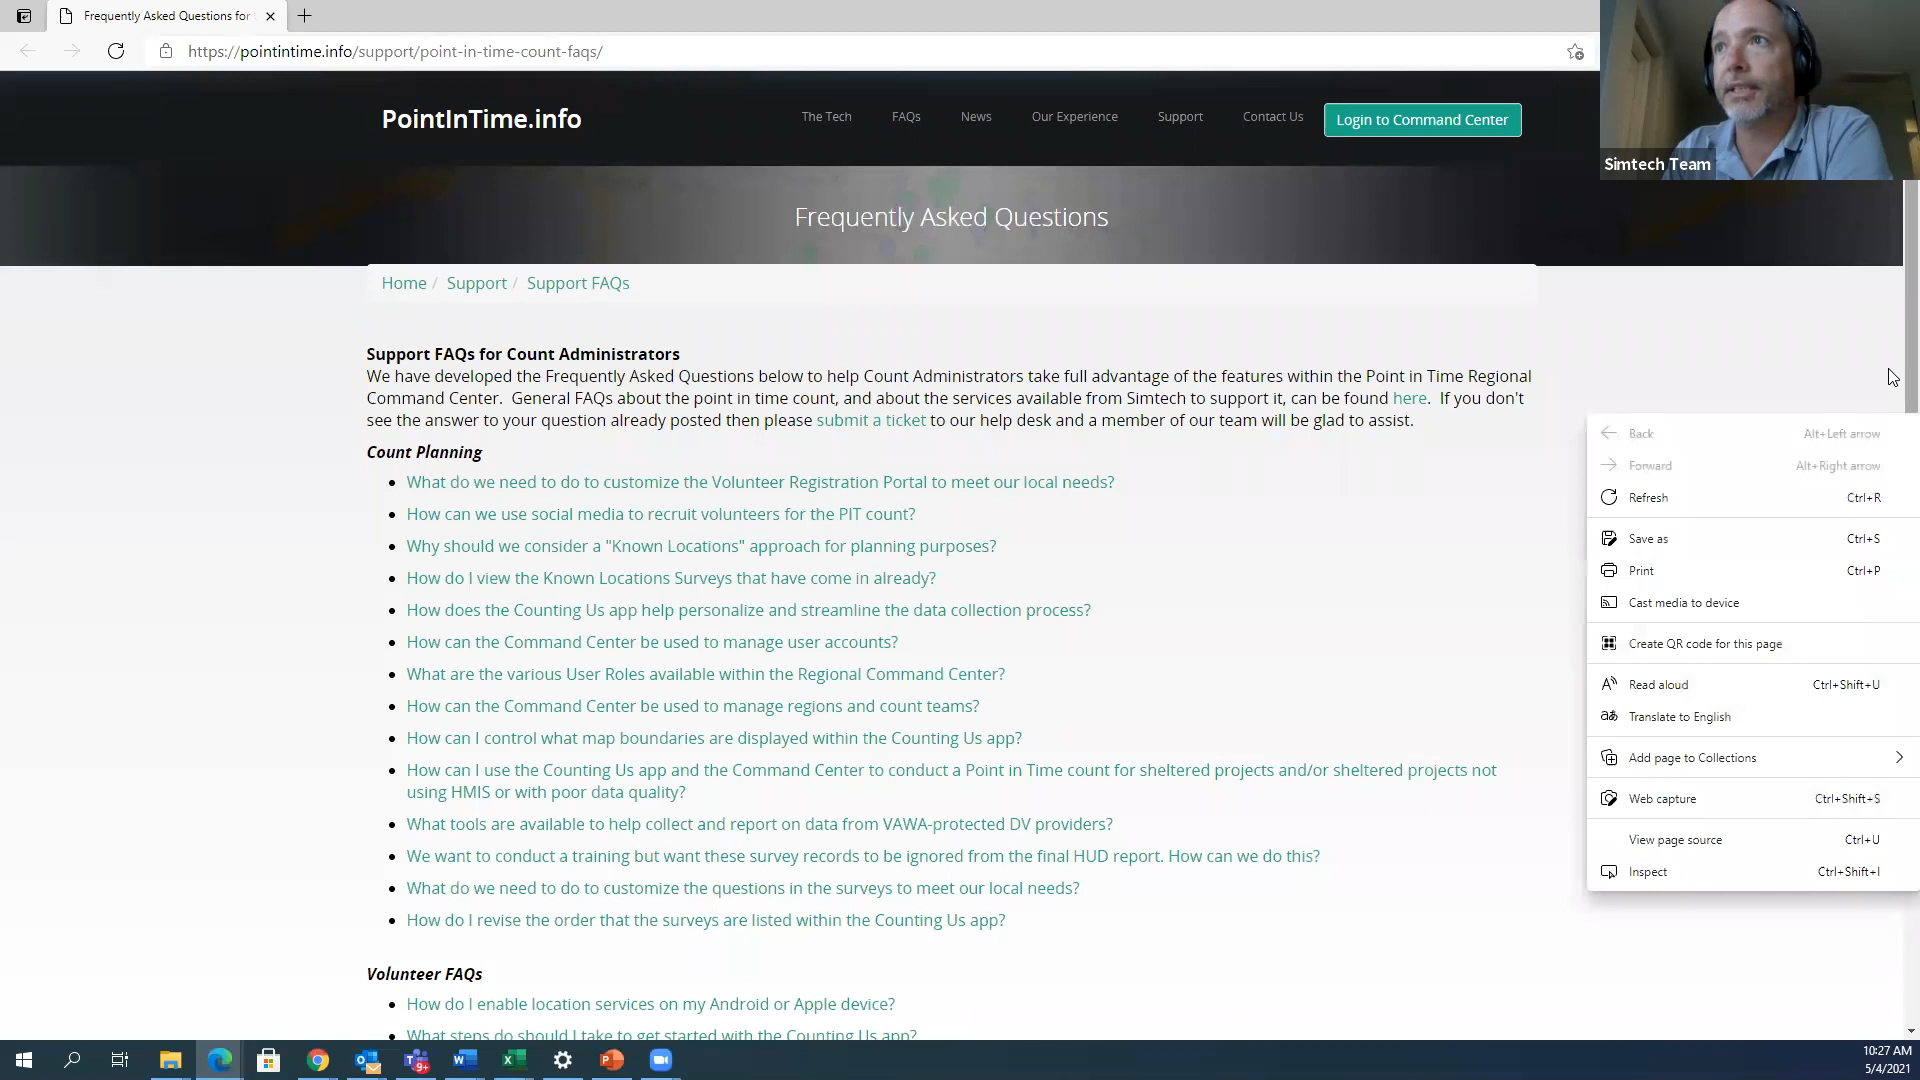 Frequently Asked Questions for
https://pointintime.info/support/point-in-time-count-faqs/
PointInTime.info
The Tech
FAQs
News
Our Experience
Support
Contact Us
Login to Command Center
Simtech Team
Frequently Asked Questions
Home / Support / Support FAQs
Support FAQs for Count Administrators
We have developed the Frequently Asked Questions below to help Count Administrators take full advantage of the features within the Point in Time Regional
Command Center. General FAQs about the point in time count, and about the services available from Simtech to support it, can be found here. If you don't
see the answer to your question already posted then please submit a ticket to our help desk and a member of our team will be glad to assist.
Count Planning
• What do we need to do to customize the Volunteer Registration Portal to meet our local needs?
• How can we use social media to recruit volunteers for the PIT count?
• Why should we consider a "Known Locations" approach for planning purposes?
• How do I view the Known Locations Surveys that have come in already?
• How does the Counting Us app help personalize and streamline the data collection process?
• How can the Command Center be used to manage user accounts?
• What are the various User Roles available within the Regional Command Center?
• How can the Command Center be used to manage regions and count teams?
• How can I control what map boundaries are displayed within the Counting Us app?
• How can I use the Counting Us app and the Command Center to conduct a Point in Time count for sheltered projects and/or sheltered projects not
using HMIS or with poor data quality?
• What tools are available to help collect and report on data from VAWA-protected DV providers?
• We want to conduct a training but want these survey records to be ignored from the final HUD report. How can we do this?
• What do we need to do to customize the questions in the surveys to meet our local needs?
• How do I revise the order that the surveys are listed within the Counting Us app?
Volunteer FAQs
• How do I enable location services on my Android or Apple device?
• What steps do should I take to get started with the Counting Us app?
Back Alt+Left arrow
Forward Alt+Right arrow
Refresh Ctrl+R
Save as Ctrl+S
Print Ctrl+P
Cast media to device
Create QR code for this page
Read aloud Ctrl+Shift+U
Translate to English
Add page to Collections
Web capture Ctrl+Shift+S
View page source Ctrl+U
Inspect Ctrl+Shift+I
9+
10:27 AM
5/4/2021